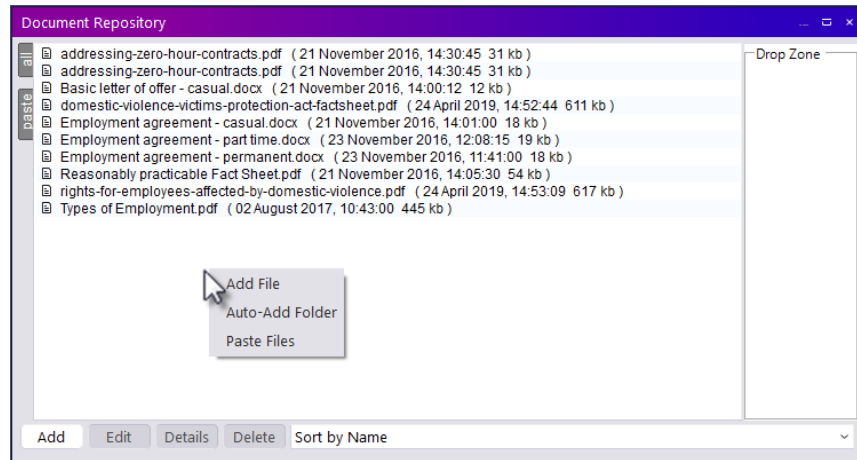 Document Repository
all
paste
addressing-zero-hour-contracts.pdf ( 21 November 2016, 14:30:45 31 kb )
addressing-zero-hour-contracts.pdf ( 21 November 2016, 14:30:45 31 kb )
Basic letter of offer - casual.docx ( 21 November 2016, 14:00:12 12 kb )
domestic-violence-victims-protection-act-factsheet.pdf ( 24 April 2019, 14:52:44 611 kb )
Employment agreement - casual.docx ( 21 November 2016, 14:01:00 18 kb )
Employment agreement - part time.docx ( 23 November 2016, 12:08:15 19 kb )
Employment agreement - permanent.docx ( 23 November 2016, 11:41:00 18 kb )
Reasonably practicable Fact Sheet.pdf ( 21 November 2016, 14:05:30 54 kb )
rights-for-employees-affected-by-domestic-violence.pdf ( 24 April 2019, 14:53:09 617 kb )
Types of Employment.pdf ( 02 August 2017, 10:43:00 445 kb )
Drop Zone
Add File
Auto-Add Folder
Paste Files
Add Edit Details Delete Sort by Name